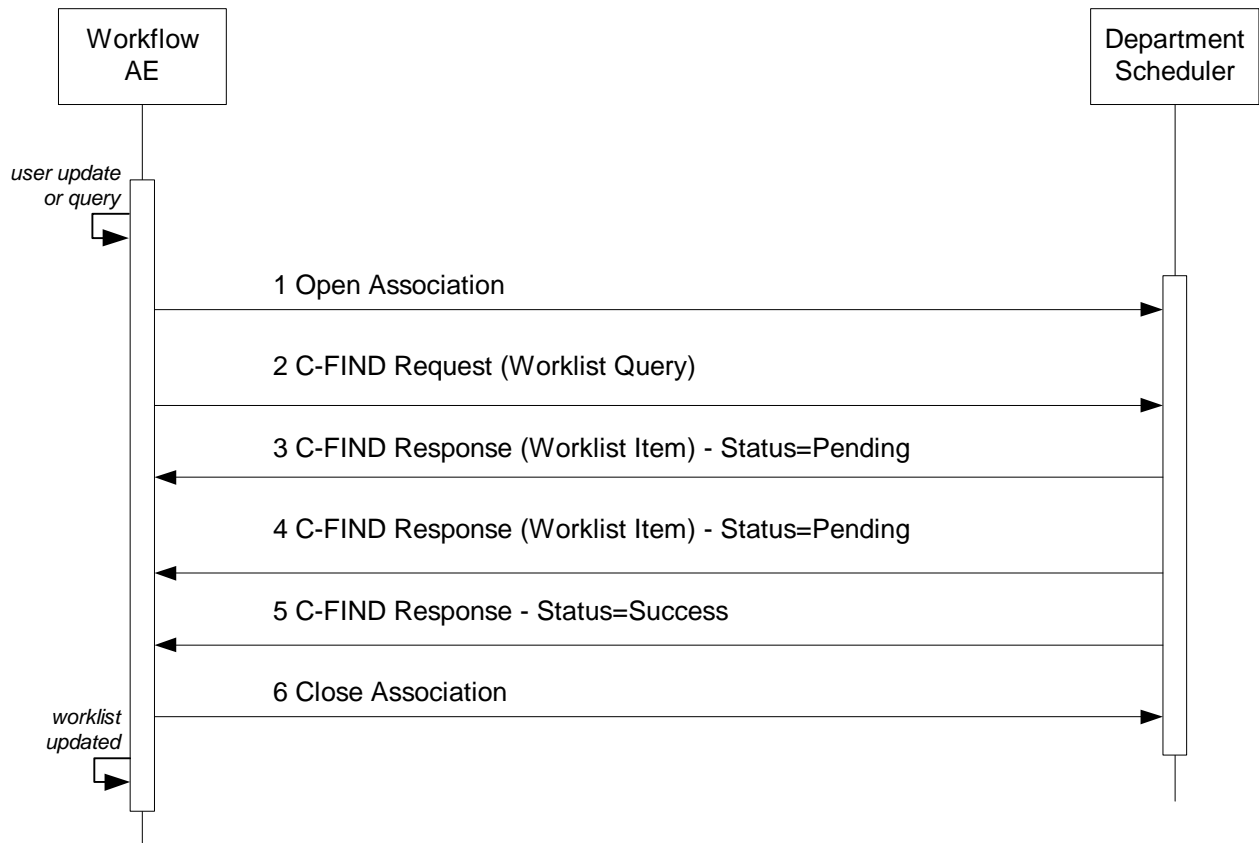 Workflow
AE
Department
Scheduler
user update
or query
1 Open Association
2 C-FIND Request (Worklist Query)
3 C-FIND Response (Worklist Item) - Status=Pending
4 C-FIND Response (Worklist Item) - Status=Pending
5 C-FIND Response - Status=Success
6 Close Association
worklist
updated